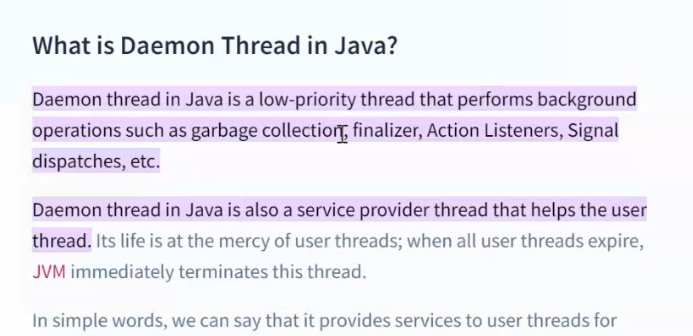 What is Daemon Thread in Java?
Daemon thread in Java is a low-priority thread that performs background
operations such as garbage collection, finalizer, Action Listeners, Signal
dispatches, etc.
Daemon thread in Java is also a service provider thread that helps the user
thread. Its life is at the mercy of user threads; when all user threads expire,
JVM immediately terminates this thread.
In simple words, we can say that it provides services to user threads for